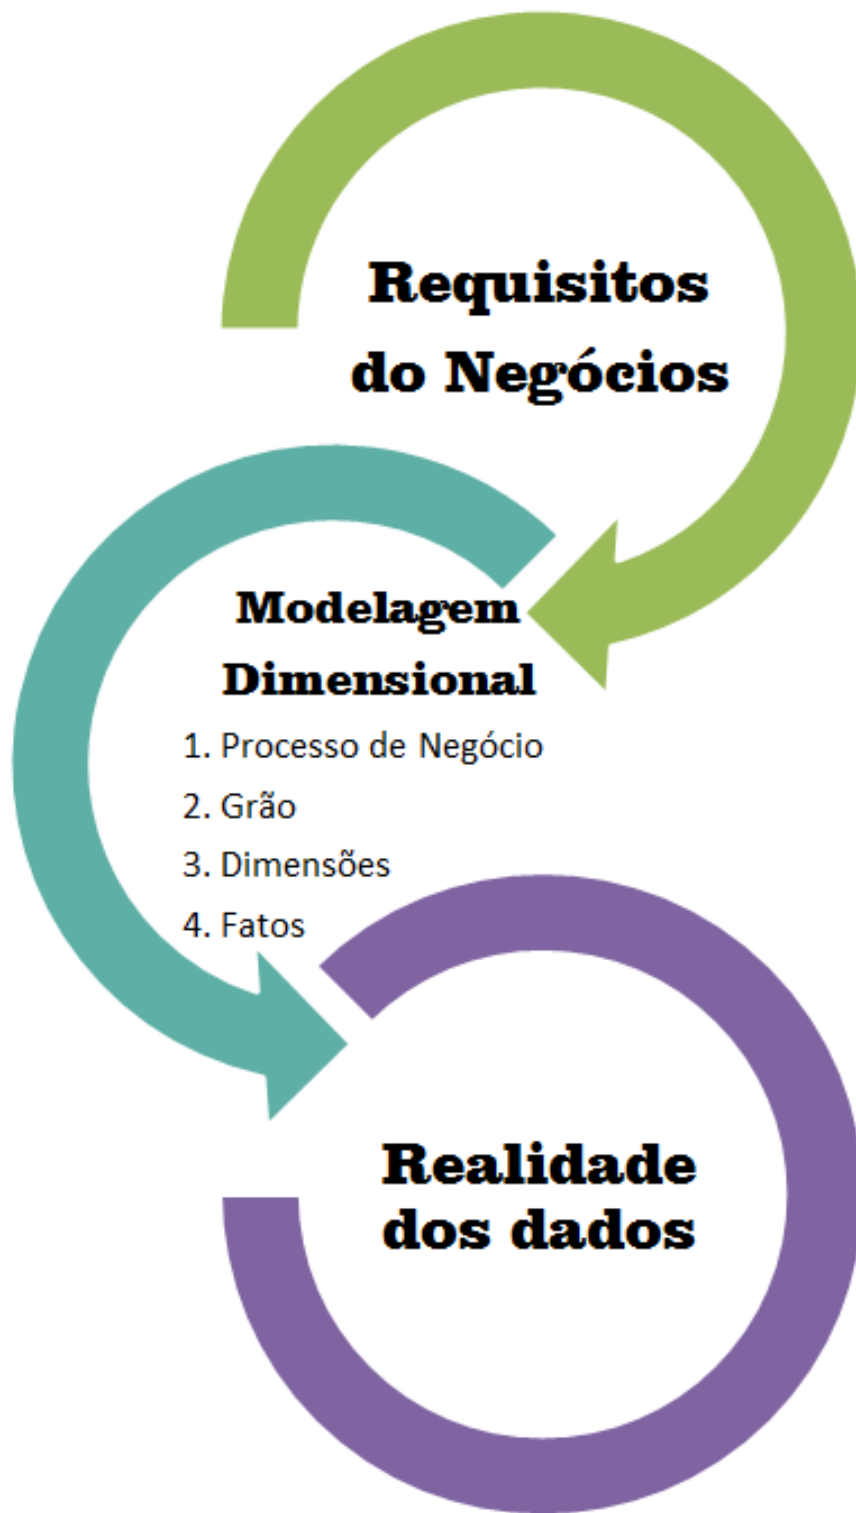 Requisitos
do Negócios
Modelagem
Dimensional
1. Processo de Negócio
2. Grão
3. Dimensões
4. Fatos
Realidade
dos dados